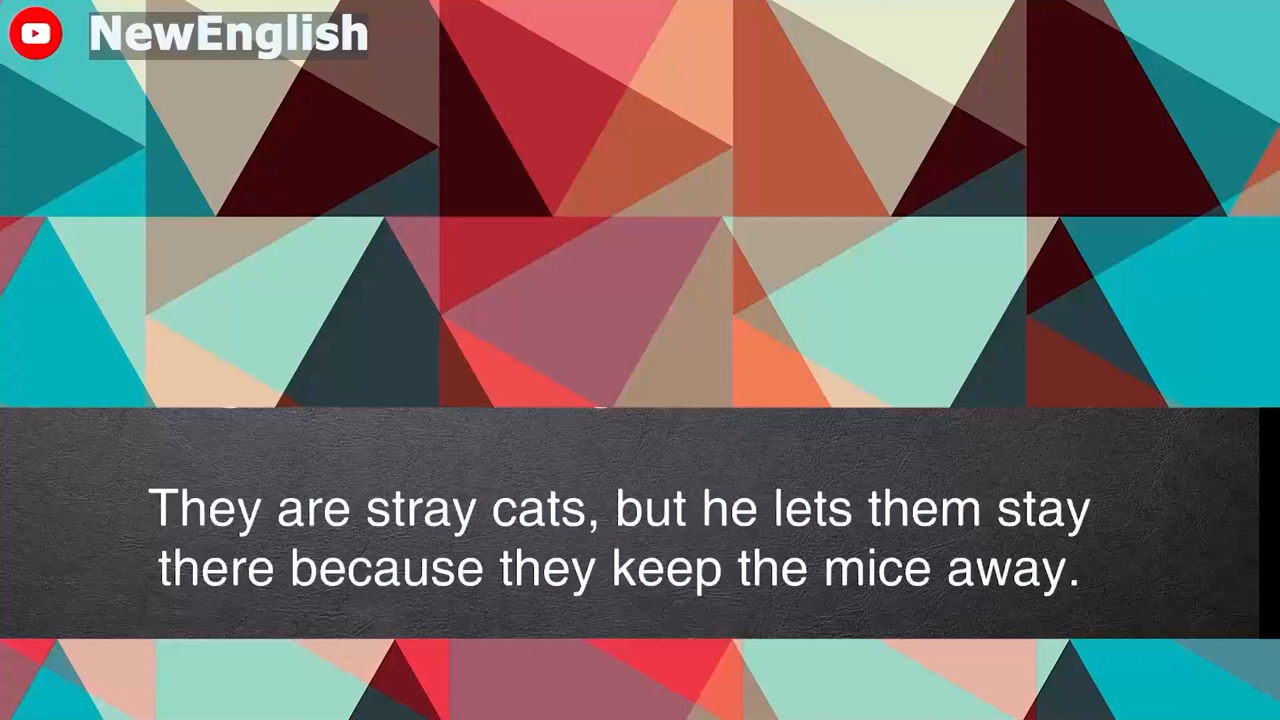 NewEnglish
They are stray cats, but he lets them stay
there because they keep the mice away.